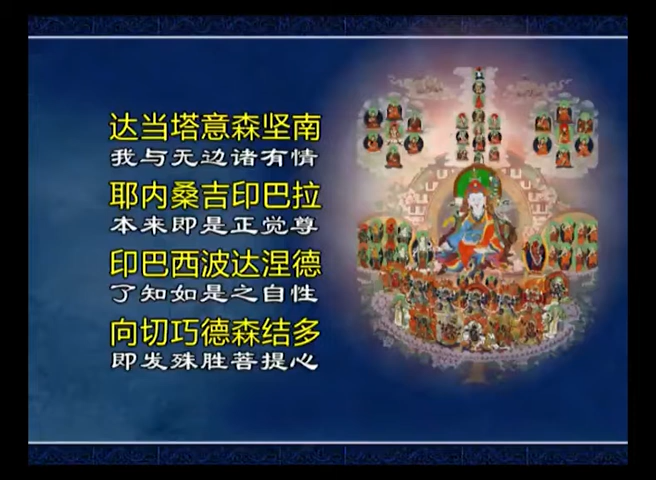 达当塔意森坚南
我与无边诸有情
耶内桑吉印巴拉
本来即是正觉尊
印巴西波达涅德
了知如是之自性
向切巧德森结多
即发殊胜菩提心